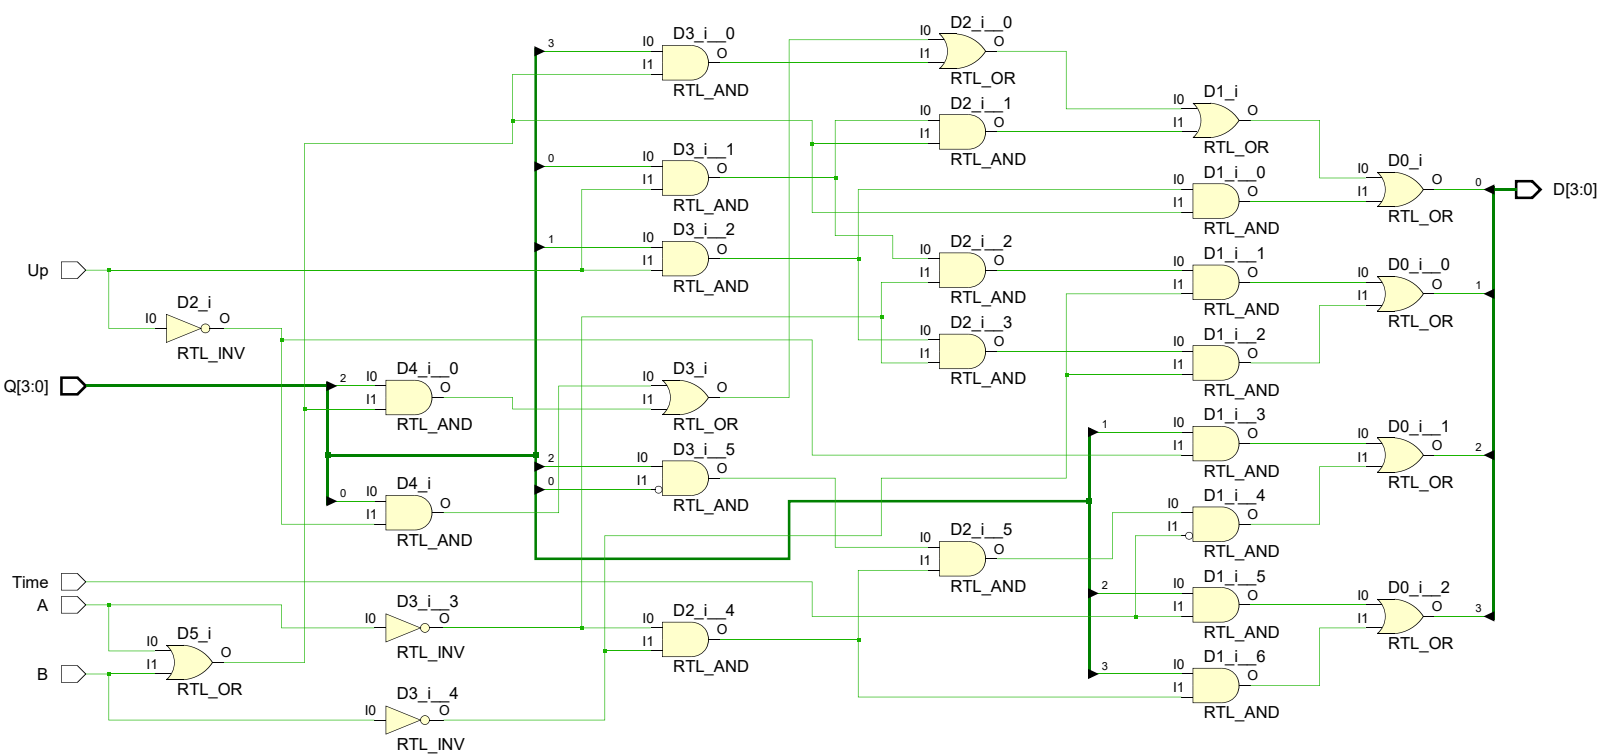 D2_i__0
D3_i__0
I0
O
3
I0
O
I1
I1
RTL_OR
RTL_AND
D1_i
D2_i__1
I0
O
I0
O
I1
I1
RTL_OR
RTL_AND
D3_i__1
0
I0
O
I1
RTL_AND
D0_i
D1_i__0
I0
O
0
D[3:0]
I0
O
I1
I1
RTL_OR
RTL_AND
D3_i__2
1
I0
O
I1
RTL_AND
Up
D2_i__2
I0
O
I1
RTL_AND
D1_i__1
I0
O
I1
RTL_AND
D0_i__0
I0
O
1
I1
RTL_OR
D2_i
I0
O
RTL_INV
D2_i__3
I0
O
I1
RTL_AND
D1_i__2
I0
O
I1
RTL_AND
Q[3:0]
D4_i__0
2
I0
O
I1
RTL_AND
D3_i
I0
O
I1
RTL_OR
D1_i__3
1
I0
O
I1
RTL_AND
D0_i__1
I0
O
2
I1
RTL_OR
D3_i__5
2
I0
O
0
I1
RTL_AND
D4_i
0
I0
O
I1
RTL_AND
D1_i__4
I0
O
I1
RTL_AND
D2_i__5
I0
O
I1
RTL_AND
Time
A
D1_i__5
2
I0
O
I1
RTL_AND
D0_i__2
I0
O
3
I1
RTL_OR
D3_i__3
I0
O
RTL_INV
D2_i__4
I0
O
I1
RTL_AND
D5_i
I0
O
I1
RTL_OR
B
D1_i__6
3
I0
O
I1
RTL_AND
D3_i__4
I0
O
RTL_INV